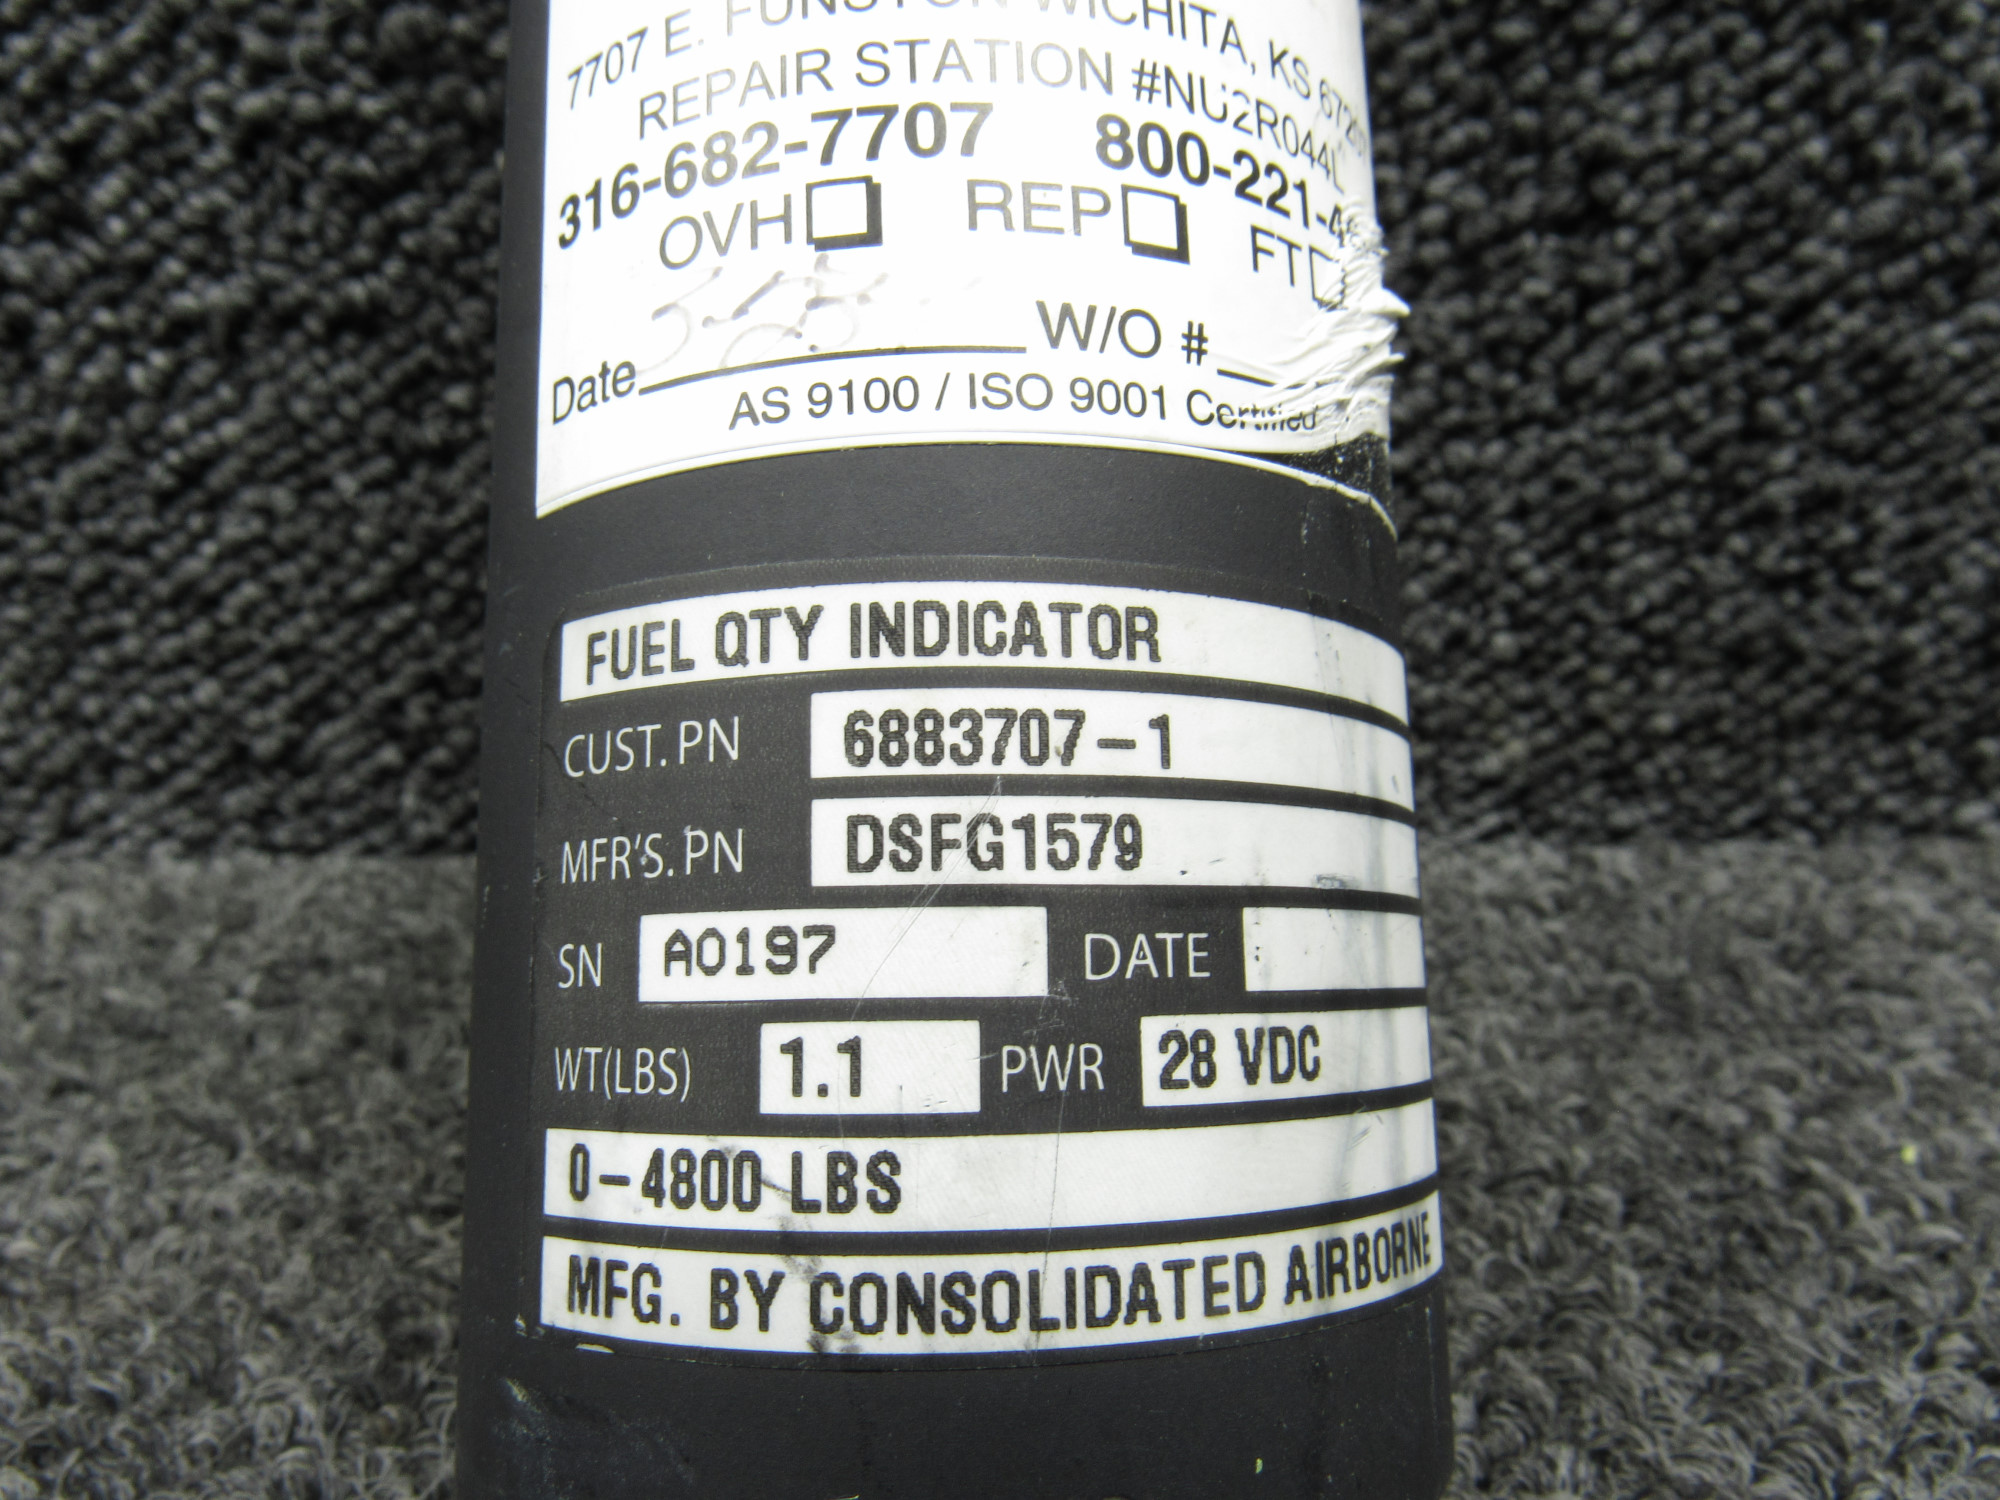 7707 E. FUNSTON WICHITA, KS
REPAIR STATION #NU2R044L
316-682-7707 800-221-4
OVH REP FT
Date W/O #
AS 9100 / ISO 9001 Certified
FUEL QTY INDICATOR
CUST. PN 6883707-1
MFR'S. PN DSFG1579
SN A0197 DATE
WT(LBS) 1.1 PWR 28 VDC
0-4800 LBS
MFG. BY CONSOLIDATED AIRBORNE